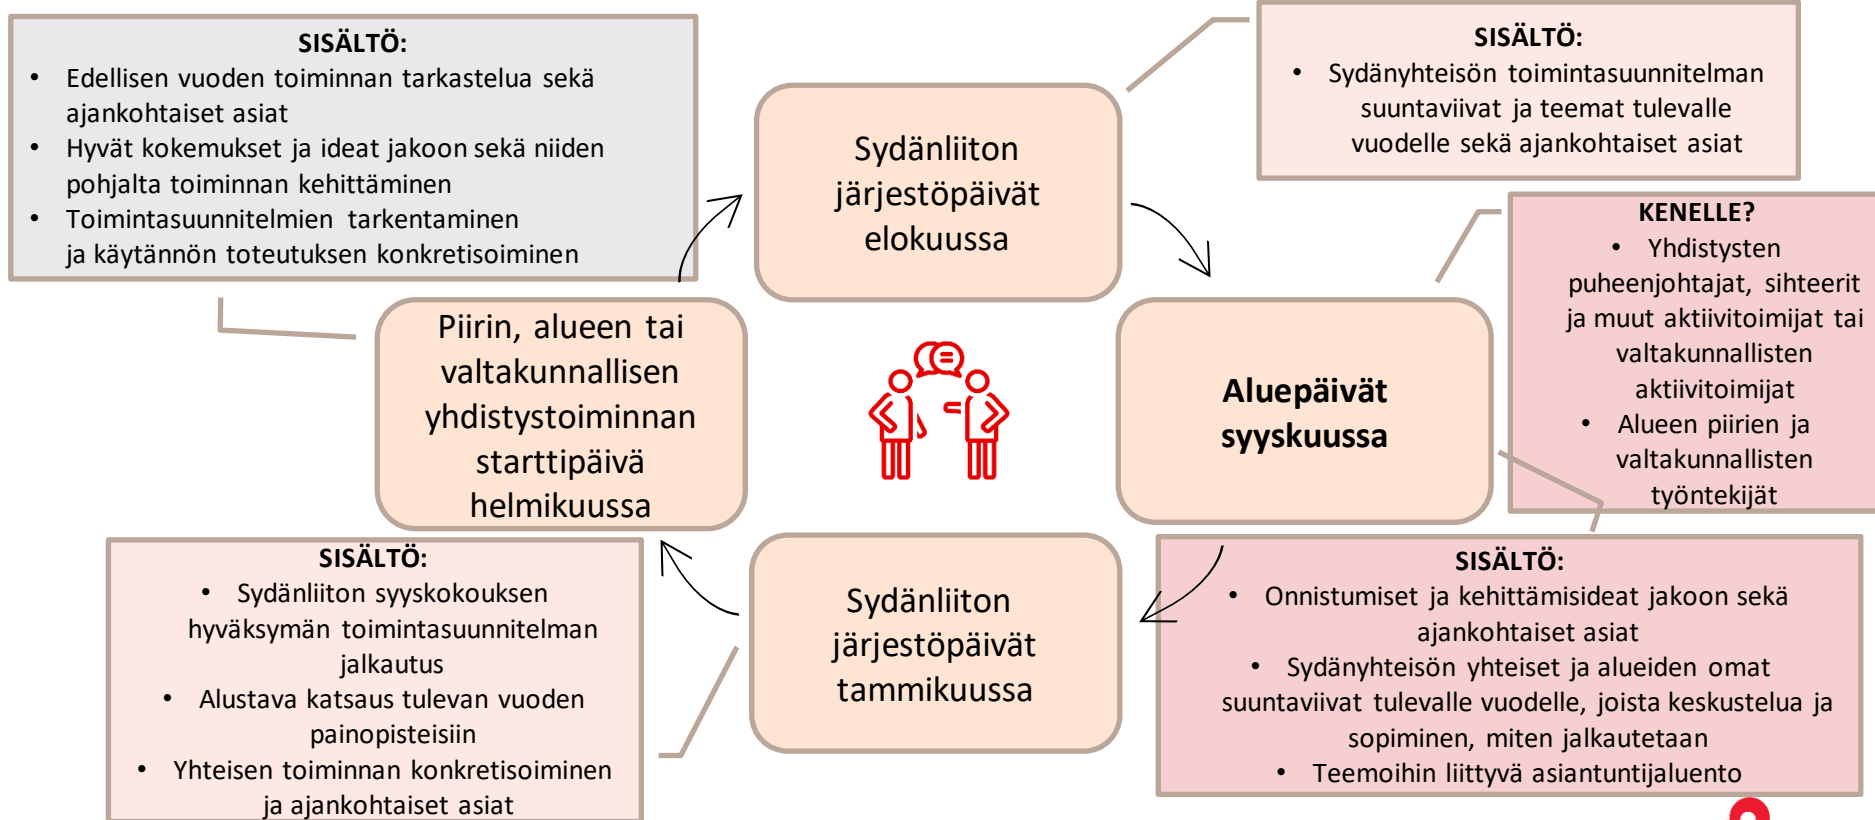 SISÄLTÖ:
• Edellisen vuoden toiminnan tarkastelua sekä
ajankohtaiset asiat
• Hyvät kokemukset ja ideat jakoon sekä niiden
pohjalta toiminnan kehittäminen
• Toimintasuunnitelmien tarkentaminen
ja käytännön toteutuksen konkretisoiminen
Sydänliiton
järjestöpäivät
elokuussa
SISÄLTÖ:
• Sydänyhteisön toimintasuunnitelman
suuntaviivat ja teemat tulevalle
vuodelle sekä ajankohtaiset asiat
KENELLE?
• Yhdistysten
puheenjohtajat, sihteerit
ja muut aktiivitoimijat tai
valtakunnallisten
aktiivitoimijat
• Alueen piirien ja
valtakunnallisten
työntekijät
Piirin, alueen tai
valtakunnallisen
yhdistystoiminnan
starttipäivä
helmikuussa
Aluepäivät
syyskuussa
SISÄLTÖ:
• Sydänliiton syyskokouksen
hyväksymän toimintasuunnitelman
jalkautus
• Alustava katsaus tulevan vuoden
painopisteisiin
• Yhteisen toiminnan konkretisoiminen
ja ajankohtaiset asiat
Sydänliiton
järjestöpäivät
tammikuussa
SISÄLTÖ:
• Onnistumiset ja kehittämisideat jakoon sekä
ajankohtaiset asiat
• Sydänyhteisön yhteiset ja alueiden omat
suuntaviivat tulevalle vuodelle, joista keskustelua ja
sopiminen, miten jalkautetaan
• Teemoihin liittyvä asiantuntijaluento